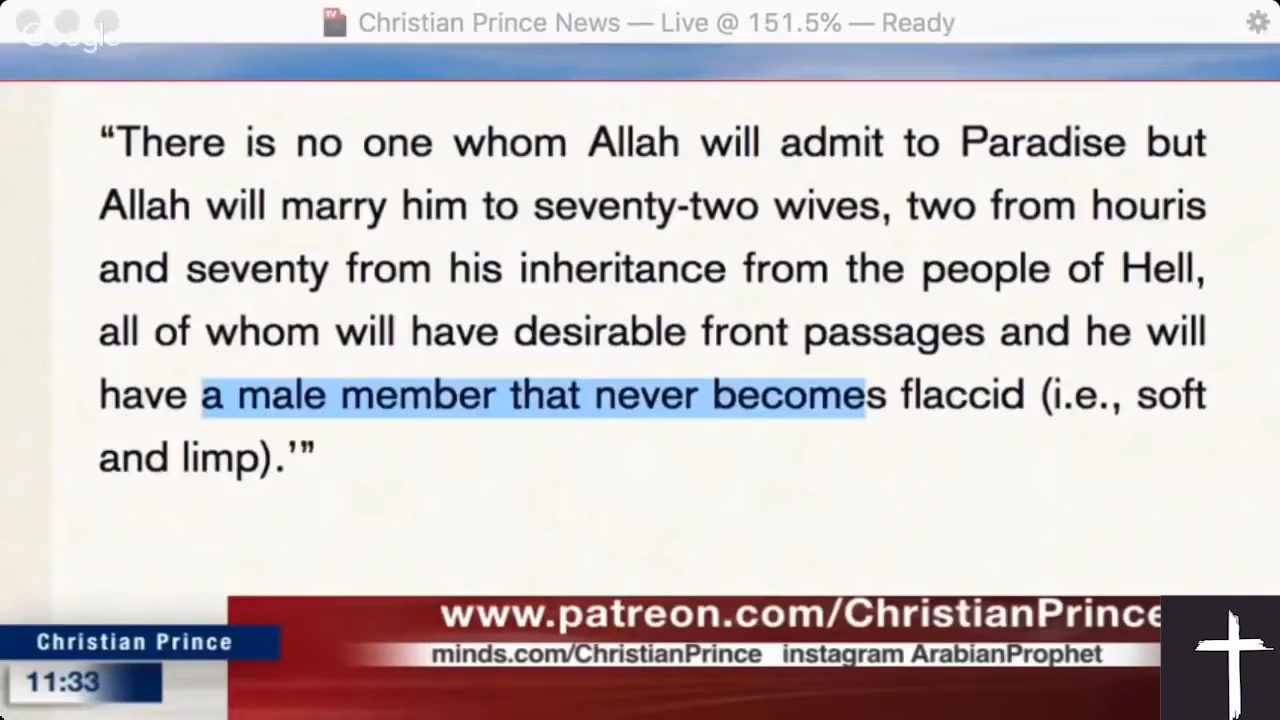 Christian Prince News — Live @ 151.5% — Ready
Google
“There is no one whom Allah will admit to Paradise but
Allah will marry him to seventy-two wives, two from houris
and seventy from his inheritance from the people of Hell,
all of whom will have desirable front passages and he will
have a male member that never becomes flaccid (i.e., soft
and limp).’”
www.patreon.com/ChristianPrince
Christian Prince
minds.com/ChristianPrince instagram ArabianProphet
11:33